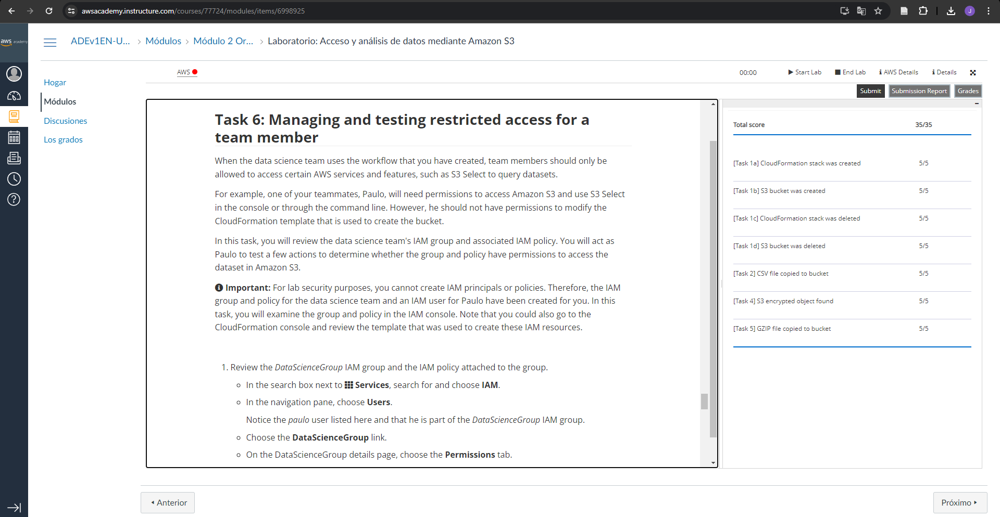 awsacademy.instructure.com/courses/77724/modules/items/6998925
J
aws academy
ADEv1EN-U... > Módulos > Módulo 2 Or... > Laboratorio: Acceso y análisis de datos mediante Amazon S3
Hogar
Módulos
Discusiones
Los grados
AWS
00:00
Start Lab
End Lab
AWS Details
Details
Submit
Submission Report
Grades
Task 6: Managing and testing restricted access for a
team member
When the data science team uses the workflow that you have created, team members should only be
allowed to access certain AWS services and features, such as S3 Select to query datasets.
For example, one of your teammates, Paulo, will need permissions to access Amazon S3 and use S3 Select
in the console or through the command line. However, he should not have permissions to modify the
CloudFormation template that is used to create the bucket.
In this task, you will review the data science team's IAM group and associated IAM policy. You will act as
Paulo to test a few actions to determine whether the group and policy have permissions to access the
dataset in Amazon S3.
Important: For lab security purposes, you cannot create IAM principals or policies. Therefore, the IAM
group and policy for the data science team and an IAM user for Paulo have been created for you. In this
task, you will examine the group and policy in the IAM console. Note that you could also go to the
CloudFormation console and review the template that was used to create these IAM resources.
1. Review the DataScienceGroup IAM group and the IAM policy attached to the group.
In the search box next to Services, search for and choose IAM.
In the navigation pane, choose Users.
Notice the paulo user listed here and that he is part of the DataScienceGroup IAM group.
Choose the DataScienceGroup link.
On the DataScienceGroup details page, choose the Permissions tab.
Total score 35/35
[Task 1a] CloudFormation stack was created 5/5
[Task 1b] S3 bucket was created 5/5
[Task 1c] CloudFormation stack was deleted 5/5
[Task 1d] S3 bucket was deleted 5/5
[Task 2] CSV file copied to bucket 5/5
[Task 4] S3 encrypted object found 5/5
[Task 5] GZIP file copied to bucket 5/5
Anterior
Próximo